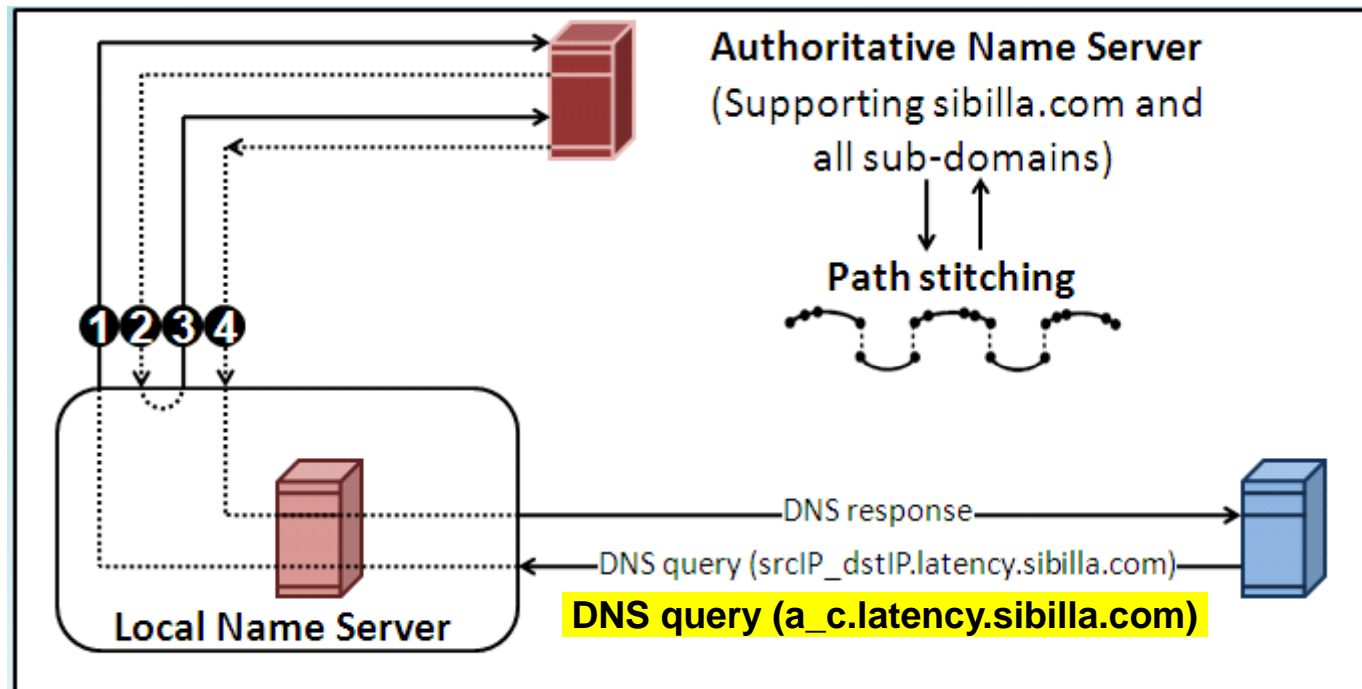 Authoritative Name Server
(Supporting sibilla.com and
all sub-domains)
Path stitching
1 2 3 4
DNS response
DNS query (srcIP_dstIP.latency.sibilla.com)
DNS query (a_c.latency.sibilla.com)
Local Name Server